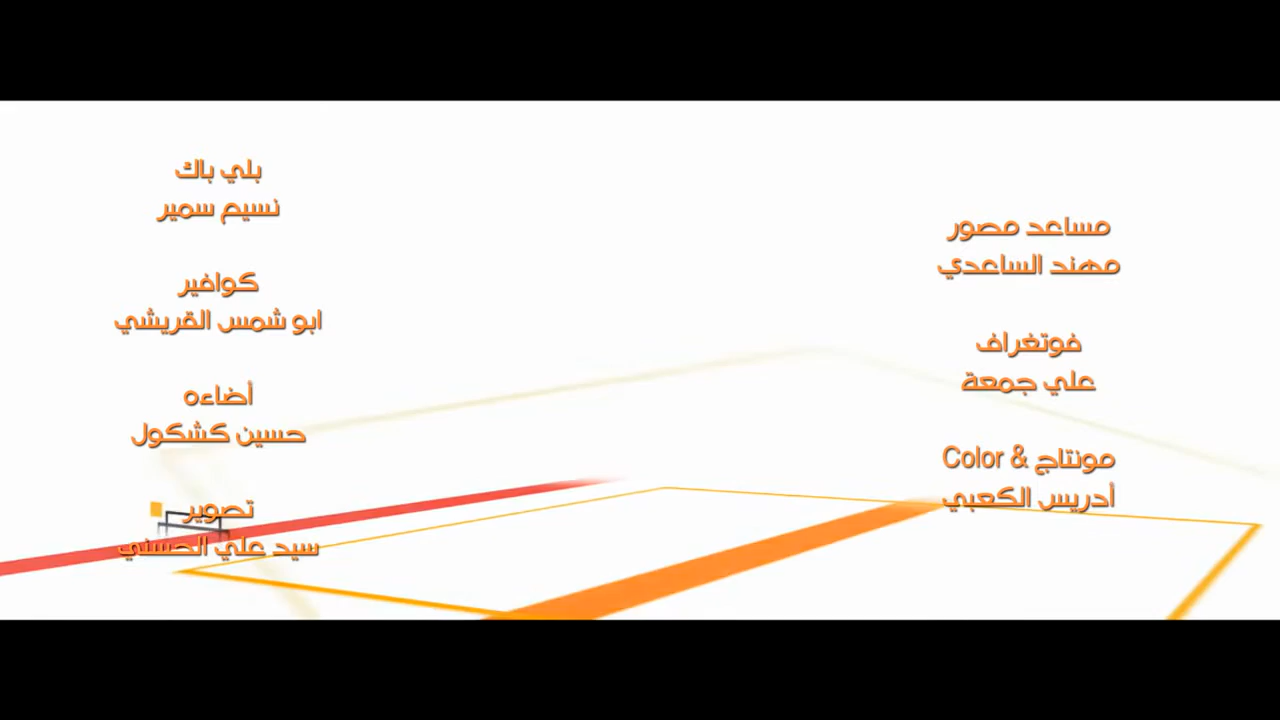 مساعد مصور
مهند الساعدي
فوتغراف
علي جمعة
مونتاج & Color
أدريس الكعبي
بلي باك
نسيم سمير
كوافير
ابو شمس القريشي
أضاءه
حسين كشكول
تصوير
سيد علي الحسني